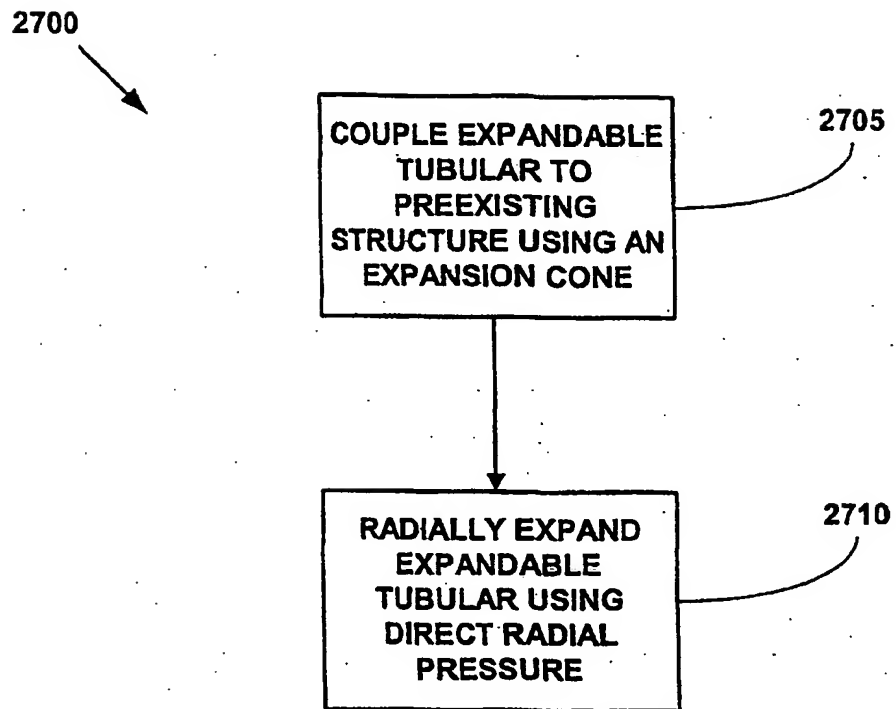 2700
COUPLE EXPANDABLE
TUBULAR TO
PREEXISTING
STRUCTURE USING AN
EXPANSION CONE
2705
RADIALLY EXPAND
EXPANDABLE
TUBULAR USING
DIRECT RADIAL
PRESSURE
2710